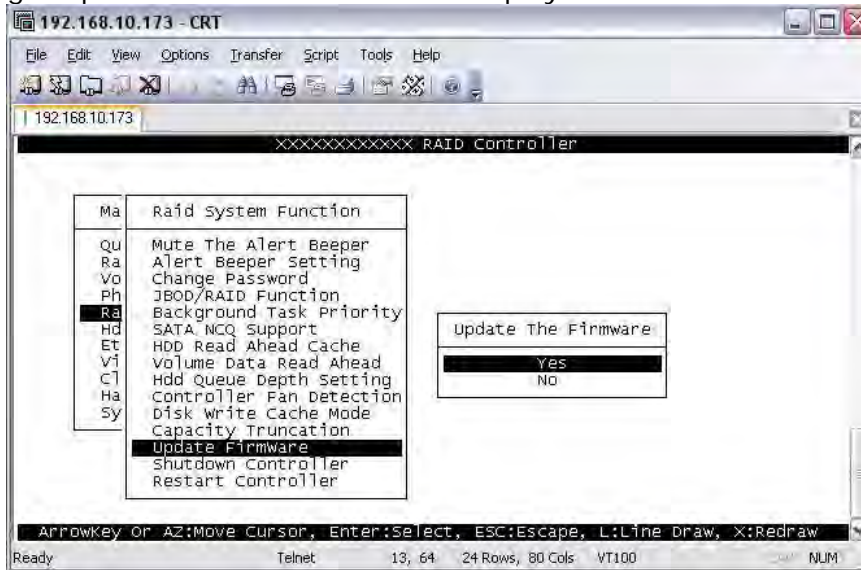 192.168.10.173 - CRT
File Edit View Options Transfer Script Tools Help
192.168.10.173
XXXXXXXXXXXX RAID Controller
Ma
Qu
Ra
Vo
Ph
Ra
Hd
Et
Vi
Cl
Ha
Sy
Raid System Function
Mute The Alert Beeper
Alert Beeper Setting
Change Password
JBOD/RAID Function
Background Task Priority
SATA NCQ Support
HDD Read Ahead Cache
Volume Data Read Ahead
Hdd Queue Depth Setting
Controller Fan Detection
Disk Write Cache Mode
Capacity Truncation
Update Firmware
Shutdown Controller
Restart Controller
Update The Firmware
Yes
No
ArrowKey Or AZ:Move Cursor, Enter:Select, ESC:Escape, L:Line Draw, X:Redraw
Ready Telnet 13, 64 24 Rows, 80 Cols VT100 NUM